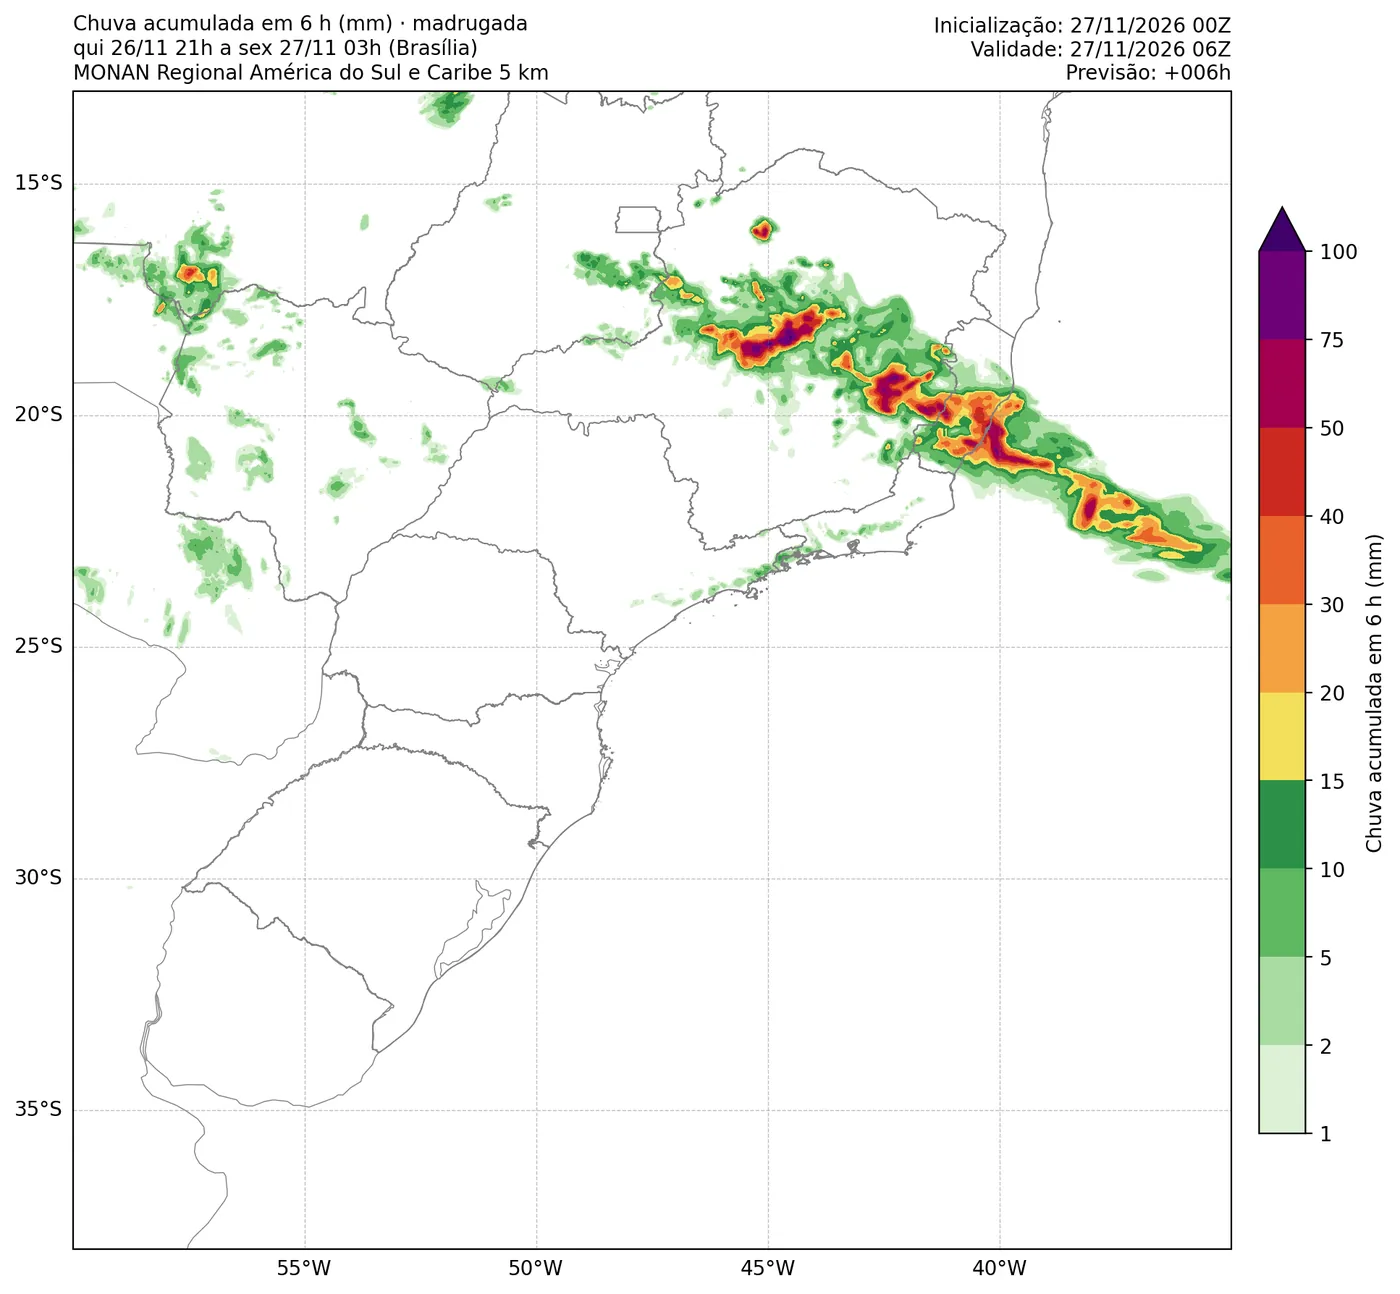 Chuva acumulada em 6 h (mm) · madrugada
qui 26/11 21h a sex 27/11 03h (Brasília)
MONAN Regional América do Sul e Caribe 5 km
Inicialização: 27/11/2026 00Z
Validade: 27/11/2026 06Z
Previsão: +006h
15°S
20°S
25°S
30°S
35°S
55°W
50°W
45°W
40°W
100
75
50
40
30
20
15
10
5
2
1
Chuva acumulada em 6 h (mm)